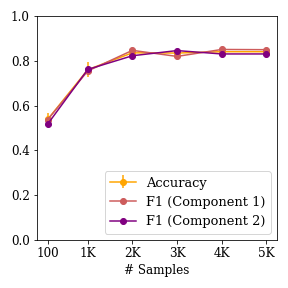 1.0
0.8
0.6
0.4
0.2
0.0
Accuracy
F1 (Component 1)
F1 (Component 2)
100 1K 2K 3K 4K 5K
# Samples